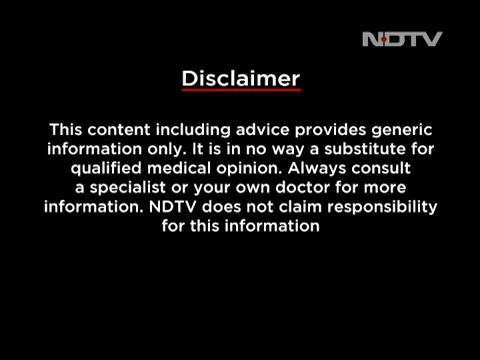 NDTV
Disclaimer
This content including advice provides generic
information only. It is in no way a substitute for
qualified medical opinion. Always consult
a specialist or your own doctor for more
information. NDTV does not claim responsibility
for this information